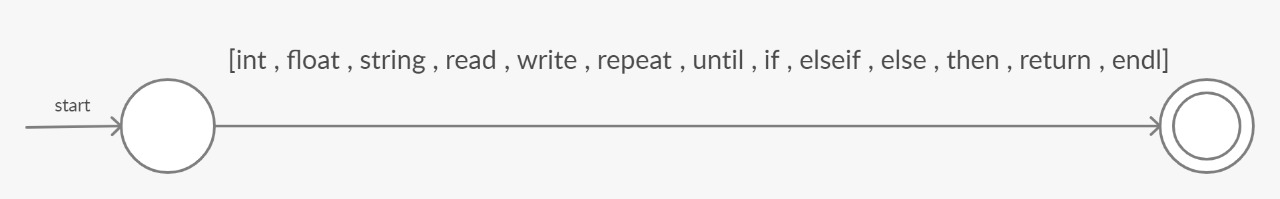 [int , float , string , read , write , repeat , until , if , elseif , else , then , return , endl]
start